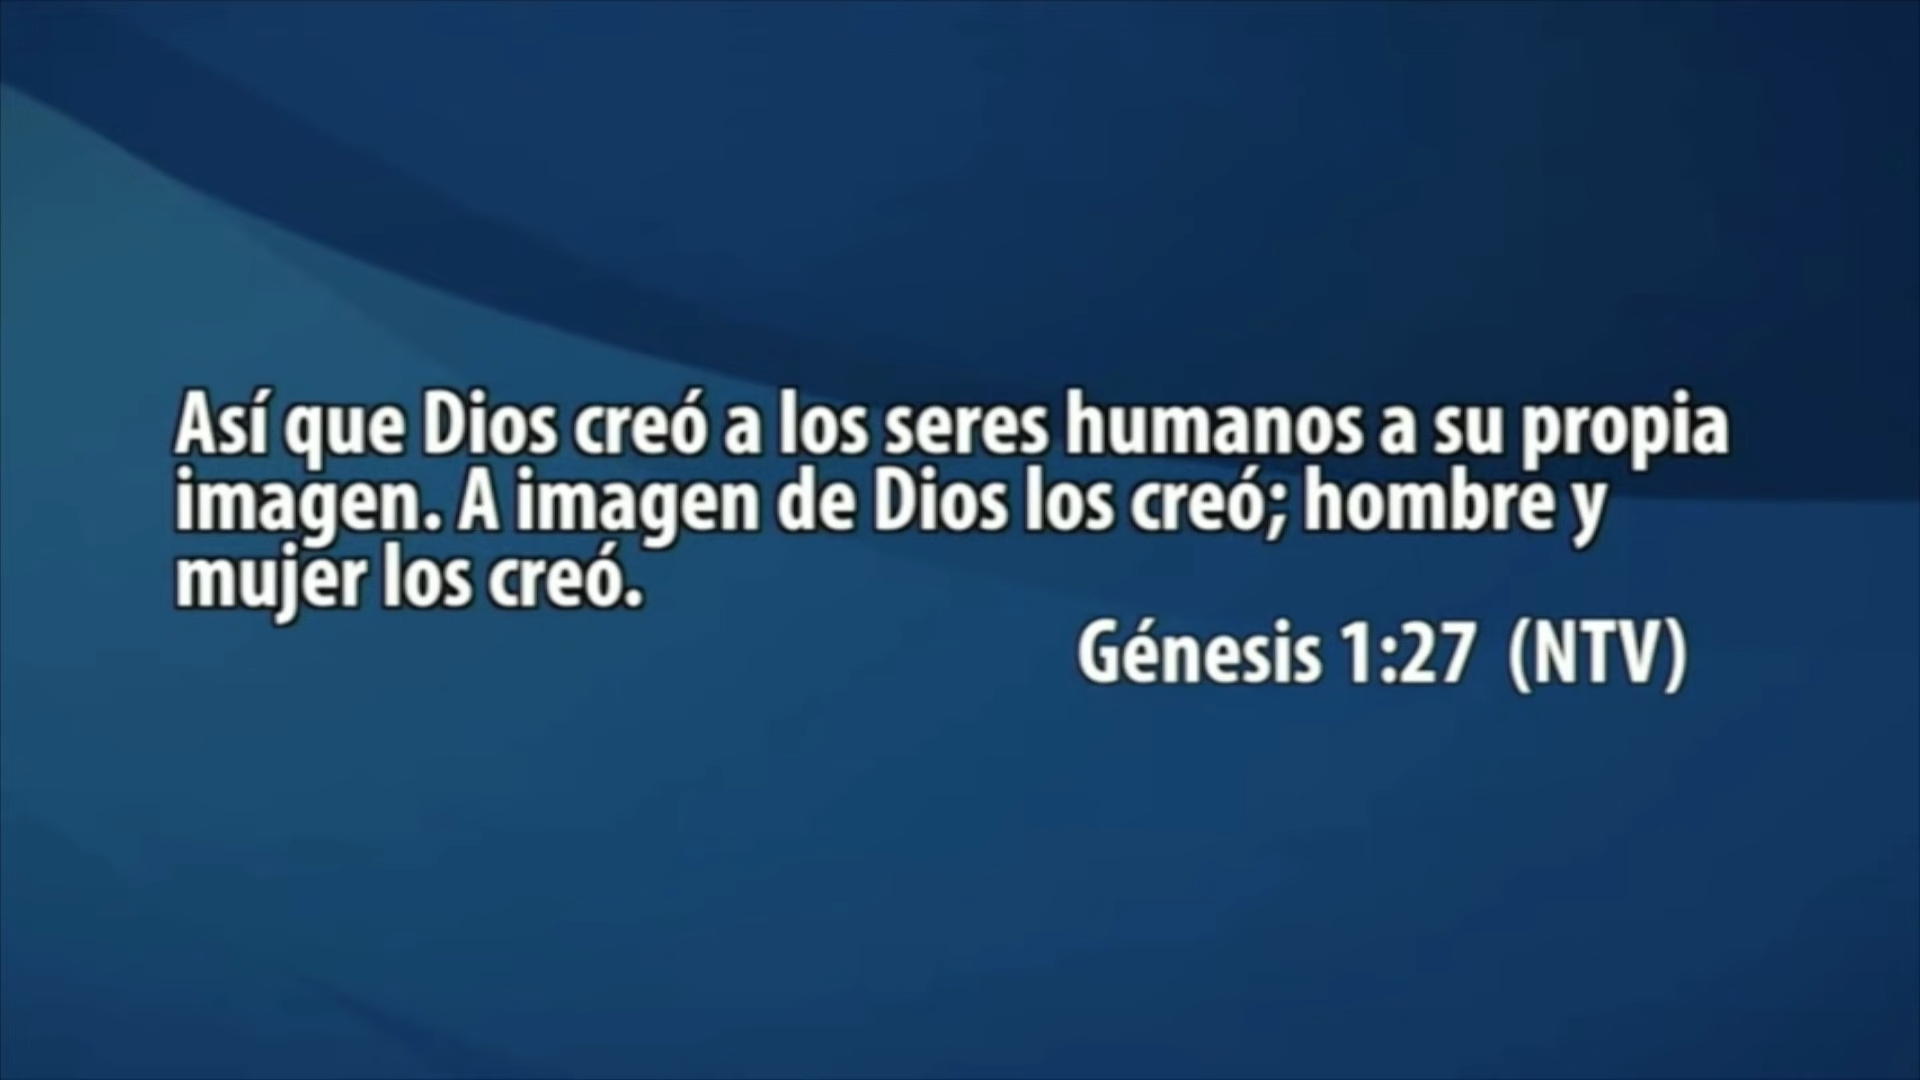 Así que Dios creó a los seres humanos a su propia
imagen. A imagen de Dios los creó; hombre y
mujer los creó.
Génesis 1:27 (NTV)